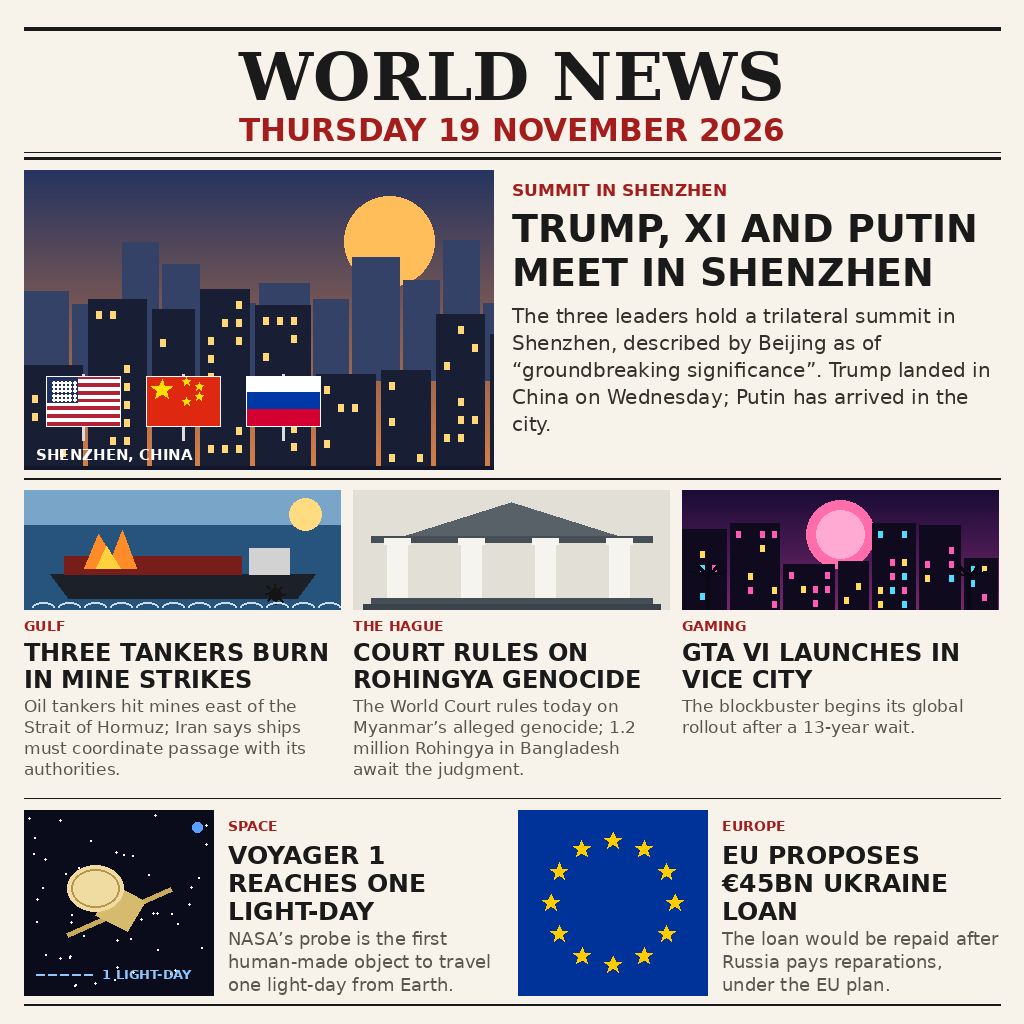 WORLD NEWS
THURSDAY 19 NOVEMBER 2026
SHENZHEN, CHINA
SUMMIT IN SHENZHEN
TRUMP, XI AND PUTIN
MEET IN SHENZHEN
The three leaders hold a trilateral summit in
Shenzhen, described by Beijing as of
“groundbreaking significance”. Trump landed in
China on Wednesday; Putin has arrived in the
city.
GULF
THREE TANKERS BURN
IN MINE STRIKES
Oil tankers hit mines east of the
Strait of Hormuz; Iran says ships
must coordinate passage with its
authorities.
THE HAGUE
COURT RULES ON
ROHINGYA GENOCIDE
The World Court rules today on
Myanmar’s alleged genocide; 1.2
million Rohingya in Bangladesh
await the judgment.
GAMING
GTA VI LAUNCHES IN
VICE CITY
The blockbuster begins its global
rollout after a 13-year wait.
1 LIGHT-DAY
SPACE
VOYAGER 1
REACHES ONE
LIGHT-DAY
NASA’s probe is the first
human-made object to travel
one light-day from Earth.
EUROPE
EU PROPOSES
€45BN UKRAINE
LOAN
The loan would be repaid after
Russia pays reparations,
under the EU plan.